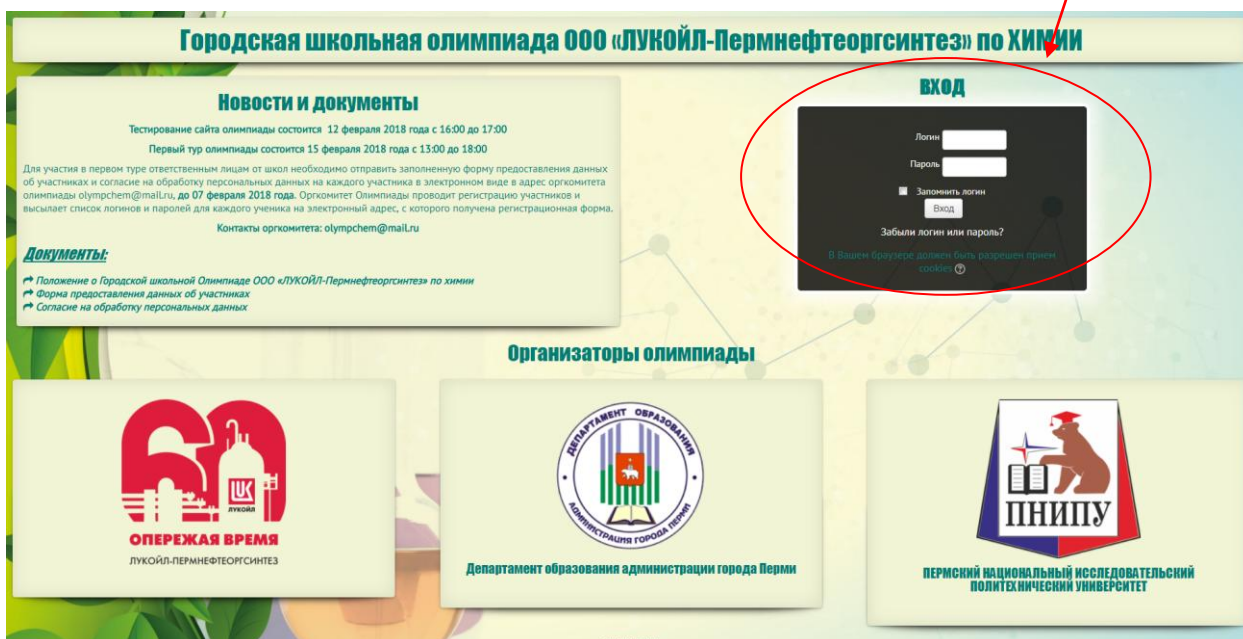 Городская школьная олимпиада ООО «ЛУКОЙЛ-Пермнефтеоргсинтез» по ХИМИИ
Новости и документы
Тестирование сайта олимпиады состоится 12 февраля 2018 года с 16:00 до 17:00
Первый тур олимпиады состоится 15 февраля 2018 года с 13:00 до 18:00
Для участия в первом туре ответственным лицам от школ необходимо отправить заполненную форму предоставления данных
об участниках и согласие на обработку персональных данных на каждого участника в электронном виде в адрес оргкомитета
олимпиады olympchem@mail.ru, до 07 февраля 2018 года. Оргкомитет Олимпиады проводит регистрацию участников и
высылает список логинов и паролей для каждого ученика на электронный адрес, с которого получена регистрационная форма.
Контакты оргкомитета: olympchem@mail.ru
Документы:
Положение о Городской школьной Олимпиаде ООО «ЛУКОЙЛ-Пермнефтеоргсинтез» по химии
Форма предоставления данных об участниках
Согласие на обработку персональных данных
ВХОД
Логин
Пароль
Запомнить логин
Вход
Забыли логин или пароль?
В Вашем браузере должен быть разрешен прием
cookies
Организаторы олимпиады
60
ЛУКОЙЛ
ОПЕРЕЖАЯ ВРЕМЯ
ЛУКОЙЛ-ПЕРМНЕФТЕОРГСИНТЕЗ
ДЕПАРТАМЕНТ ОБРАЗОВАНИЯ
АДМИНИСТРАЦИЯ ГОРОДА ПЕРМИ
Департамент образования администрации города Перми
ПНИПУ
ПЕРМСКИЙ НАЦИОНАЛЬНЫЙ ИССЛЕДОВАТЕЛЬСКИЙ
ПОЛИТЕХНИЧЕСКИЙ УНИВЕРСИТЕТ